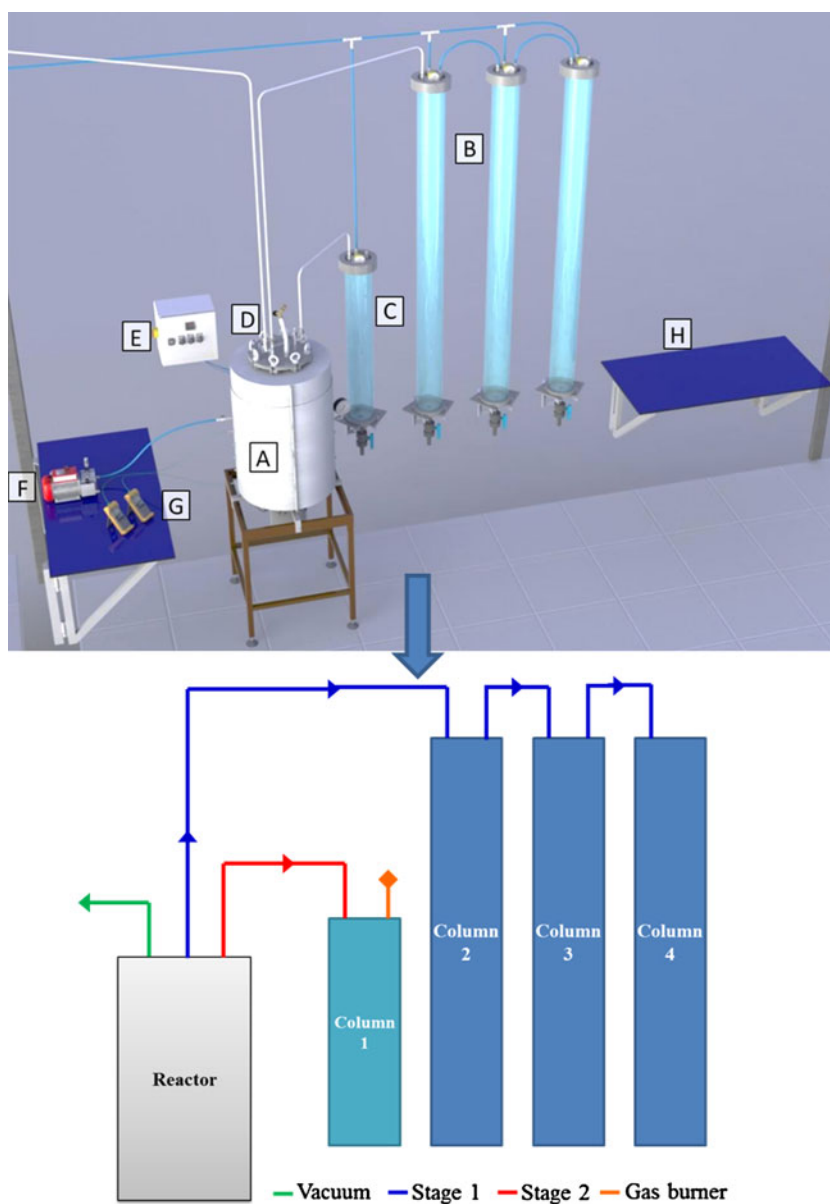 B
D
C
E
H
A
F
G
Column
2
Column
3
Column
4
Column
1
Reactor
Vacuum Stage 1 Stage 2 Gas burner